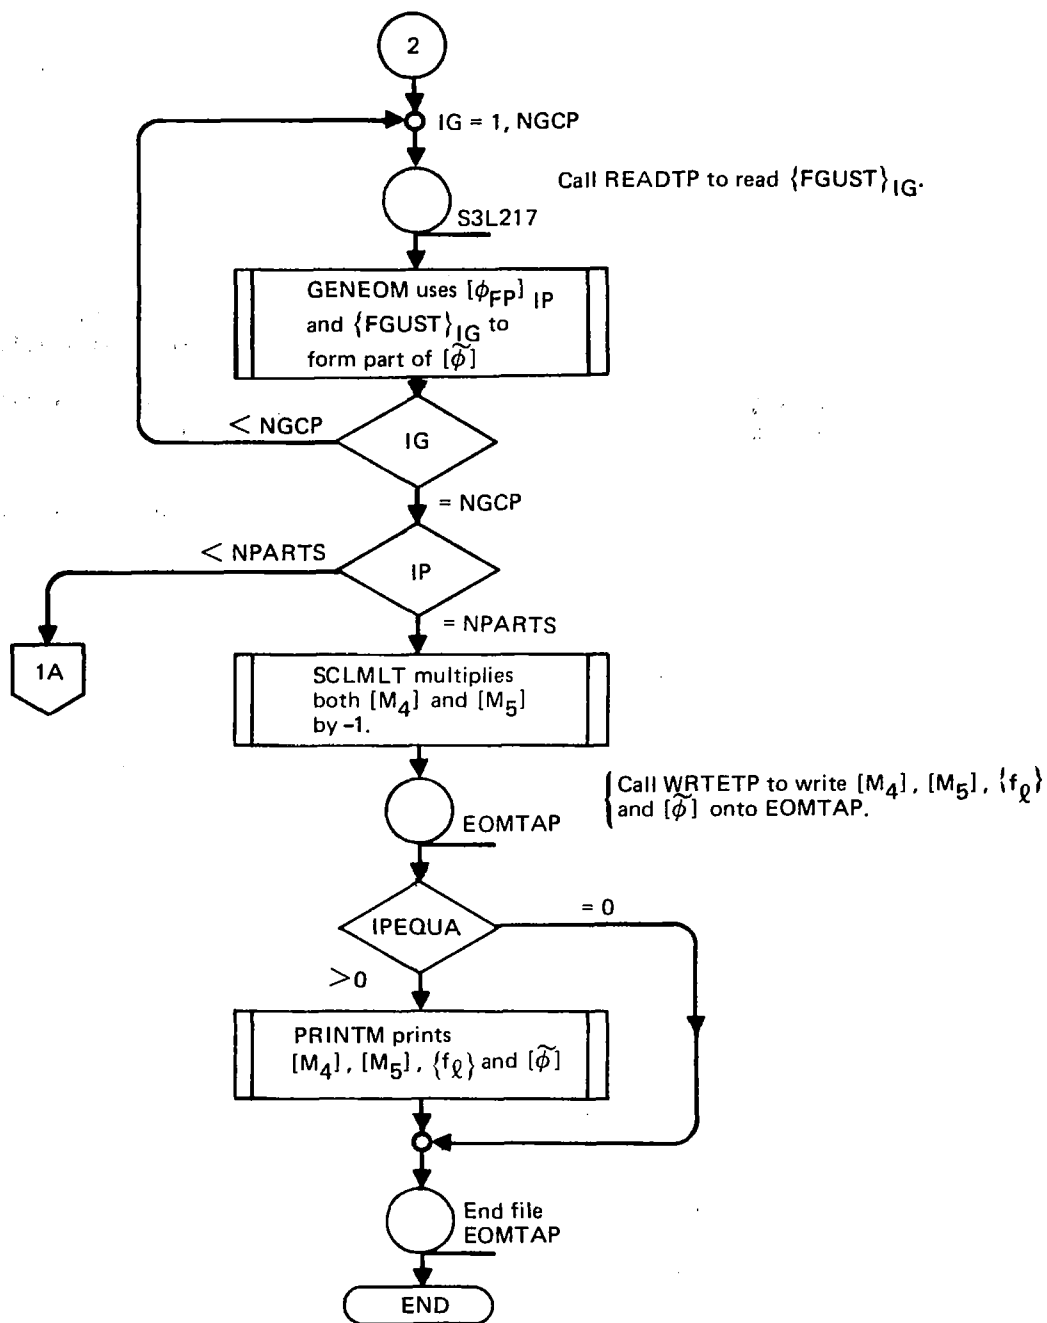 2
IG = 1, NGCP
Call READTP to read {FGUST}IG.
S3L217
GENEOM uses [ϕFP] IP
and {FGUST}IG to
form part of [ϕ̃]
< NGCP
IG
= NGCP
< NPARTS
IP
= NPARTS
1A
SCLMLT multiplies
both [M4] and [M5]
by -1.
Call WRTETP to write [M4], [M5], {fℓ}
and [ϕ̃] onto EOMTAP.
EOMTAP
= 0
IPEQUA
>0
PRINTM prints
[M4], [M5], {fℓ} and [ϕ̃]
End file
EOMTAP
END